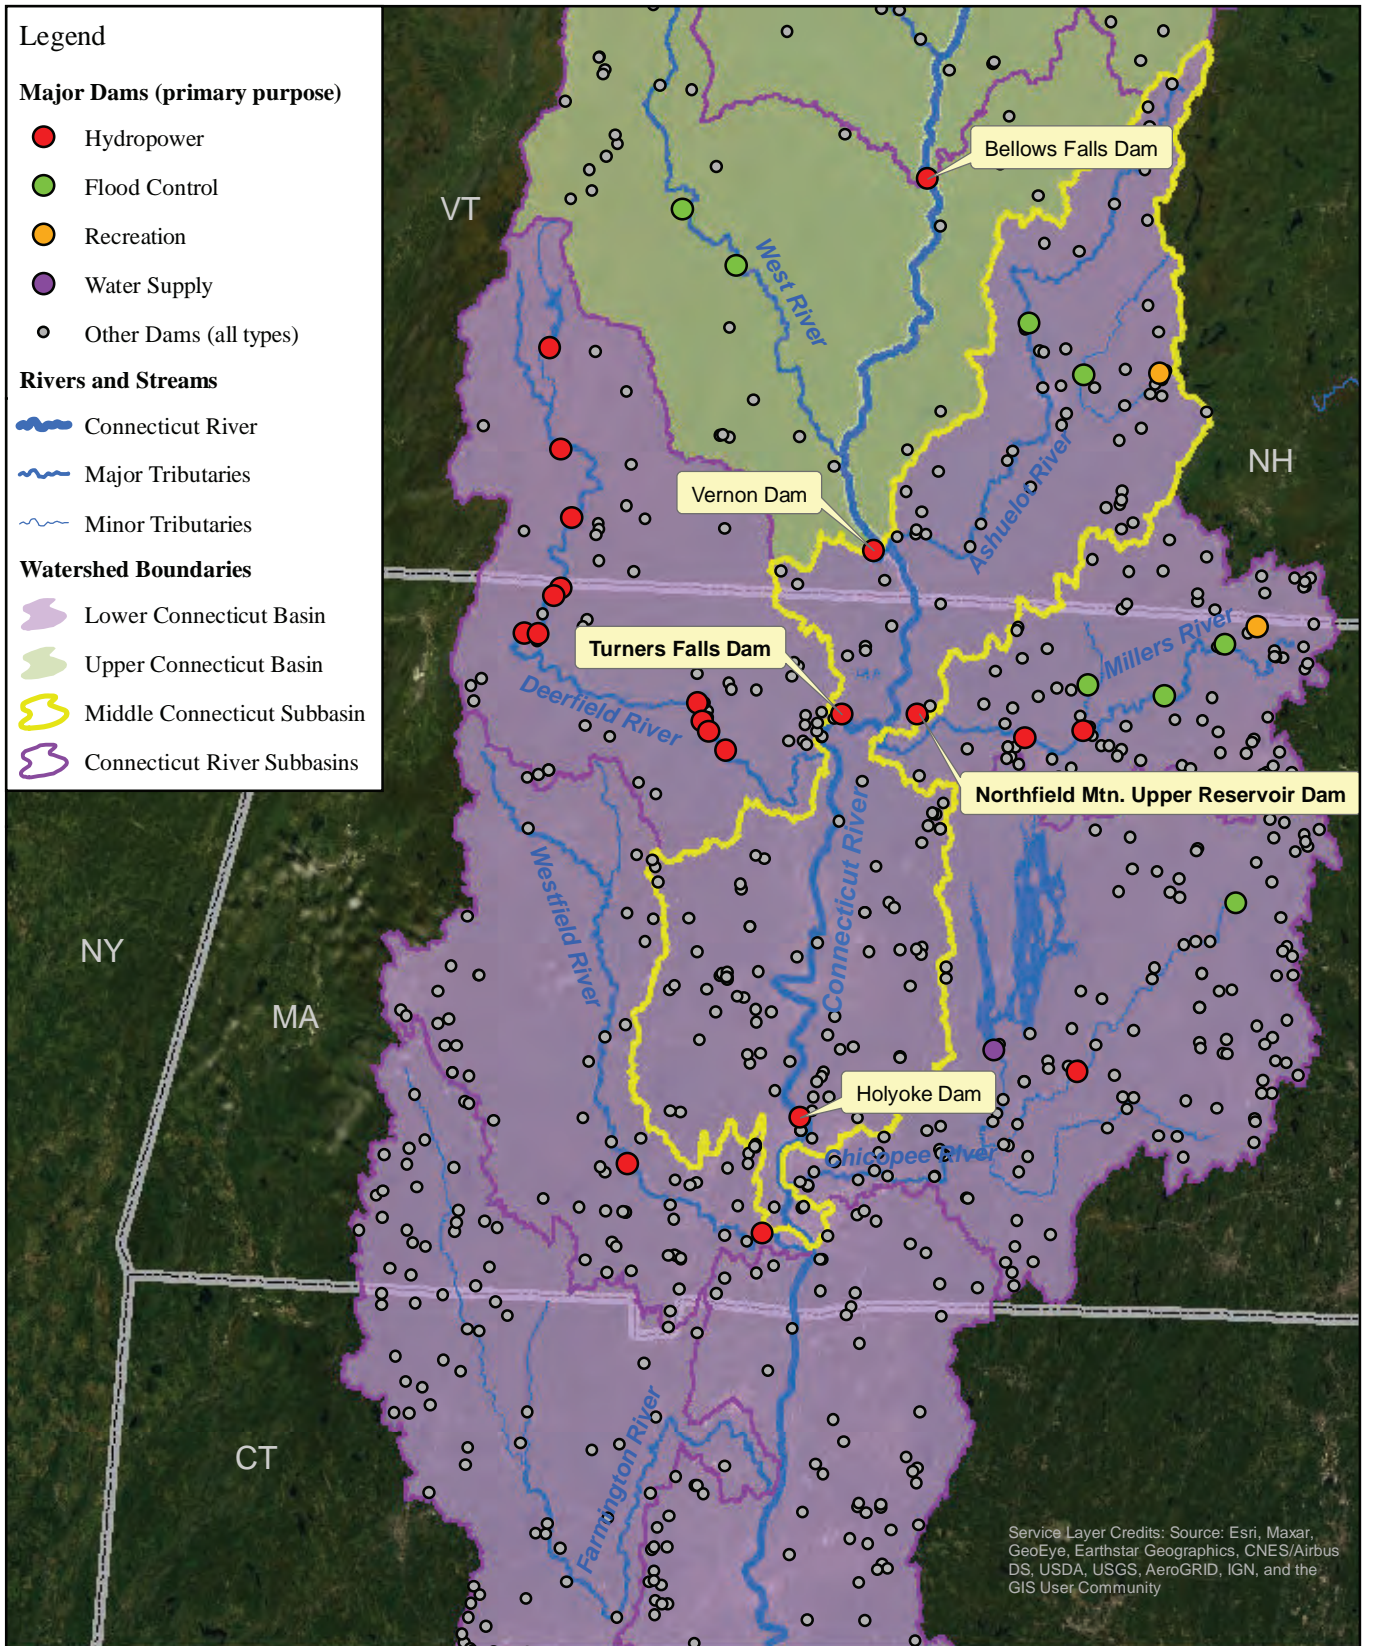 Legend
Major Dams (primary purpose)
Hydropower
Flood Control
Recreation
Water Supply
Other Dams (all types)
Rivers and Streams
Connecticut River
Major Tributaries
Minor Tributaries
Watershed Boundaries
Lower Connecticut Basin
Upper Connecticut Basin
Middle Connecticut Subbasin
Connecticut River Subbasins
Bellows Falls Dam
VT
West River
NH
Vernon Dam
Ashuelot River
Turners Falls Dam
Millers River
Deerfield River
Northfield Mtn. Upper Reservoir Dam
Connecticut River
Westfield River
NY
MA
Holyoke Dam
Chicopee River
CT
Farmington River
Service Layer Credits: Source: Esri, Maxar,
GeoEye, Earthstar Geographics, CNES/Airbus
DS, USDA, USGS, AeroGRID, IGN, and the
GIS User Community